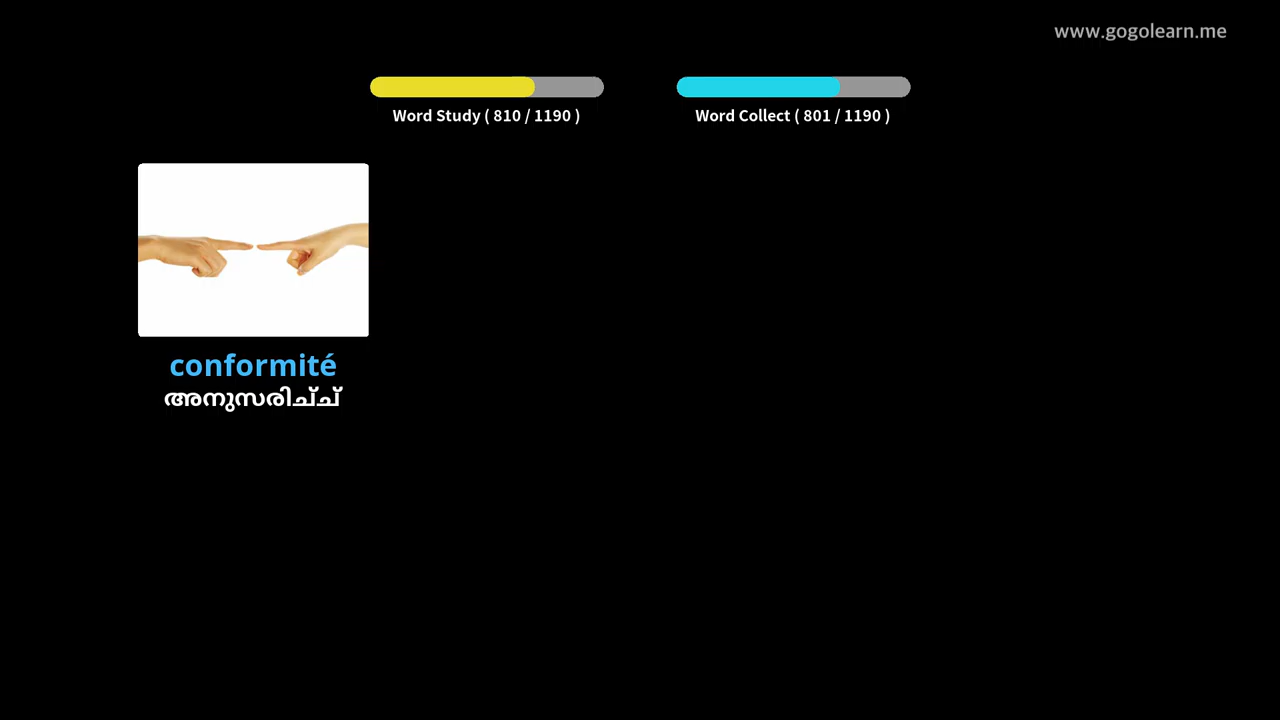 www.gogolearn.me
Word Study ( 810 / 1190 )
Word Collect ( 801 / 1190 )
conformité
അനുസരിച്ച്